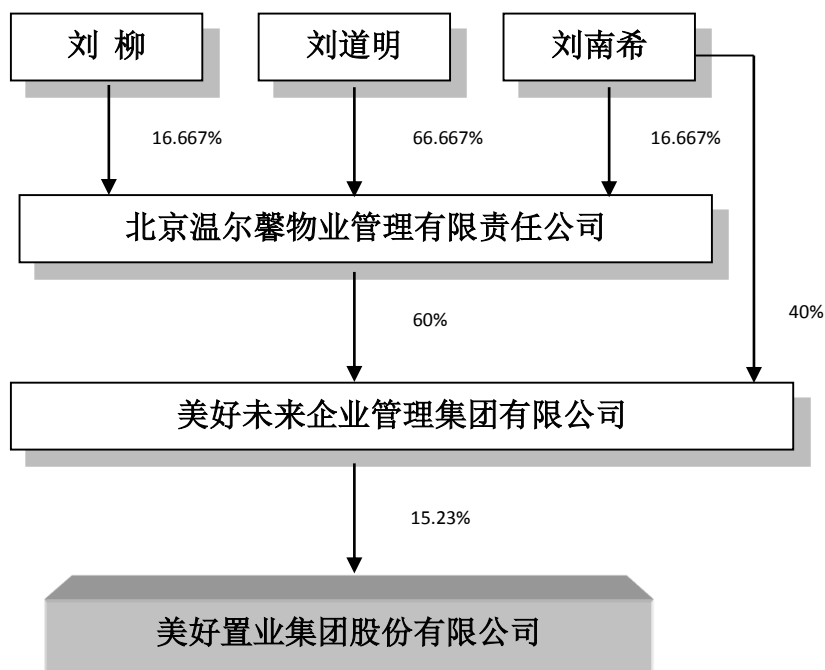 刘 柳
刘道明
刘南希
16.667%
66.667%
16.667%
北京温尔馨物业管理有限责任公司
60%
40%
美好未来企业管理集团有限公司
15.23%
美好置业集团股份有限公司